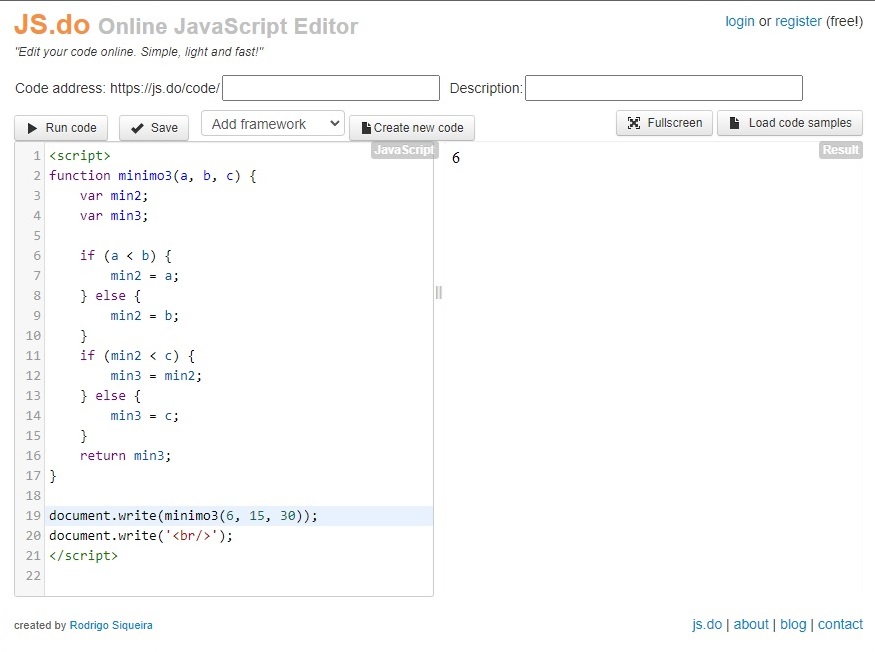 JS.do Online JavaScript Editor
login or register (free!)
"Edit your code online. Simple, light and fast!"
Code address: https://js.do/code/
Description:
Run code
Save
Add framework
Create new code
Fullscreen
Load code samples
JavaScript
Result
1 <script>
2 function minimo3(a, b, c) {
3     var min2;
4     var min3;
5
6     if (a < b) {
7         min2 = a;
8     } else {
9         min2 = b;
10     }
11     if (min2 < c) {
12         min3 = min2;
13     } else {
14         min3 = c;
15     }
16     return min3;
17 }
18
19 document.write(minimo3(6, 15, 30));
20 document.write('<br/>');
21 </script>
22
6
created by Rodrigo Siqueira
js.do | about | blog | contact